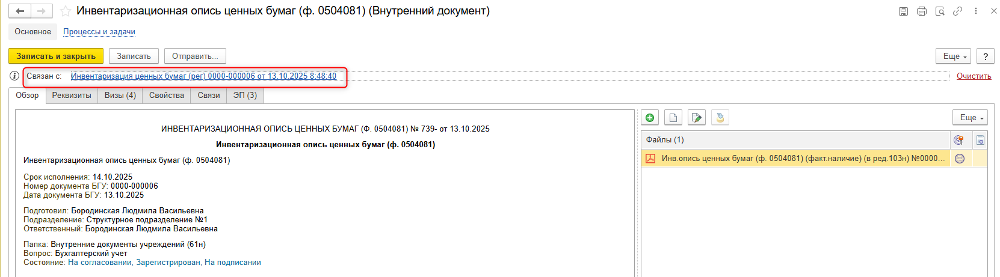 Инвентаризационная опись ценных бумаг (ф. 0504081) (Внутренний документ)
Основное Процессы и задачи
Записать и закрыть Записать Отправить... Еще ?
Связан с: Инвентаризация ценных бумаг (рег) 0000-000006 от 13.10.2025 8:48:40 Очистить
Обзор Реквизиты Визы (4) Свойства Связи ЭП (3)
Еще
ИНВЕНТАРИЗАЦИОННАЯ ОПИСЬ ЦЕННЫХ БУМАГ (Ф. 0504081) № 739- от 13.10.2025
Файлы (1)
Инвентаризационная опись ценных бумаг (ф. 0504081)
Инвентаризационная опись ценных бумаг (ф. 0504081)
Инв.опись ценных бумаг (ф. 0504081) (факт.наличие) (в ред.103н) №0000...
Срок исполнения: 14.10.2025
Номер документа БГУ: 0000-000006
Дата документа БГУ: 13.10.2025
Подготовил: Бородинская Людмила Васильевна
Подразделение: Структурное подразделение №1
Ответственный: Бородинская Людмила Васильевна
Папка: Внутренние документы учреждений (61н)
Вопрос: Бухгалтерский учет
Состояние: На согласовании, Зарегистрирован, На подписании